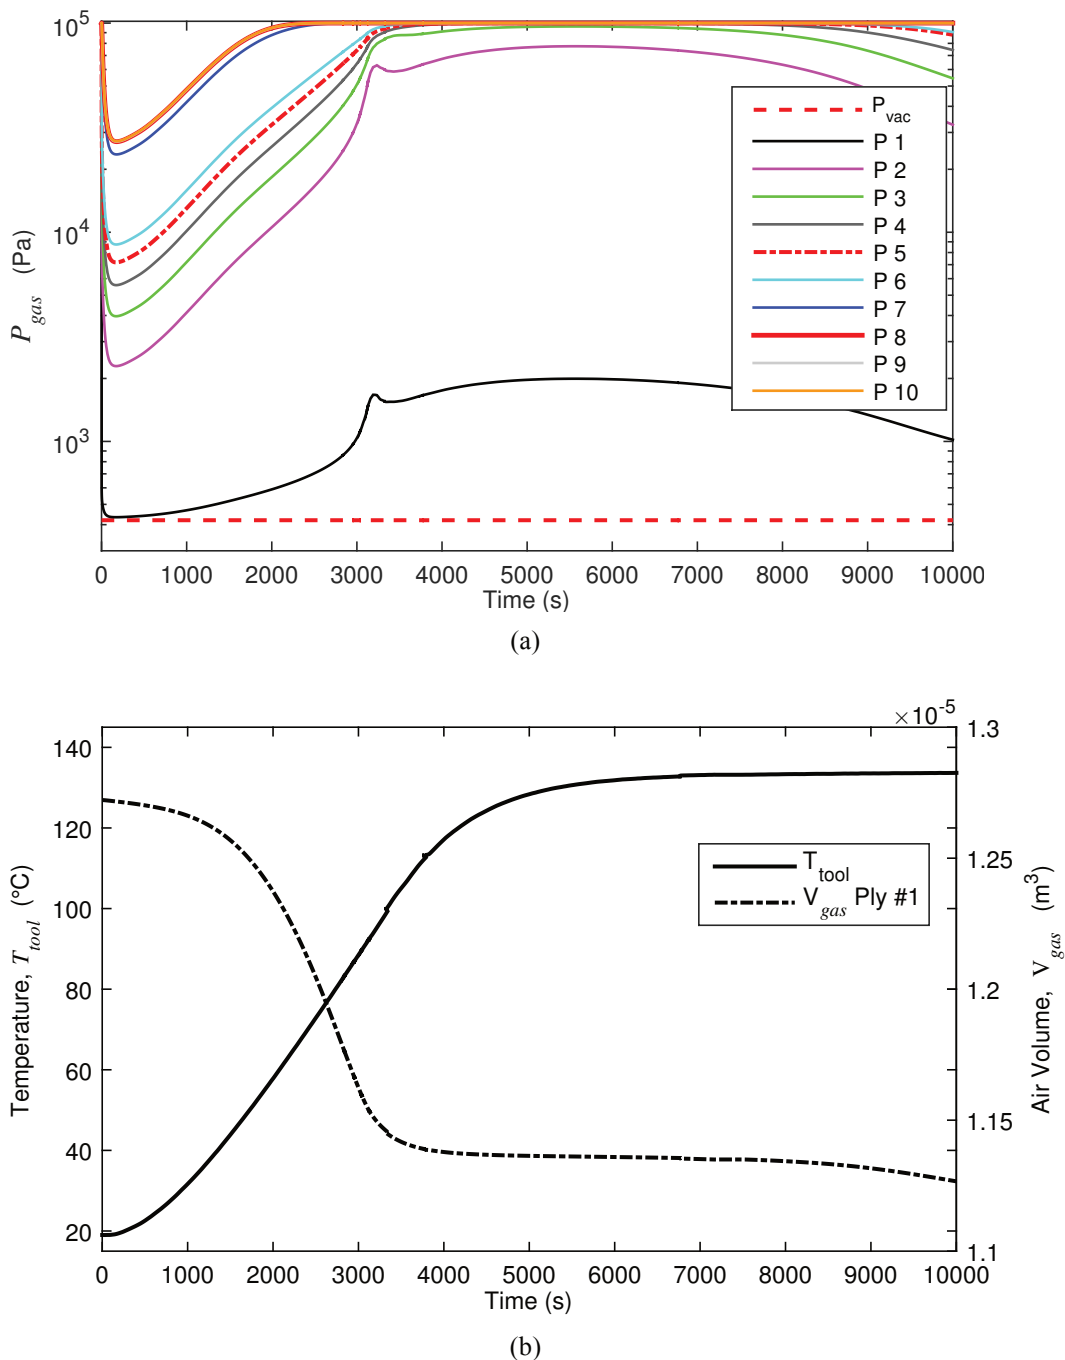 10^5
10^4
10^3
P_gas (Pa)
P_vac
P 1
P 2
P 3
P 4
P 5
P 6
P 7
P 8
P 9
P 10
0 1000 2000 3000 4000 5000 6000 7000 8000 9000 10000
Time (s)
(a)
×10^-5
140
120
100
80
60
40
20
Temperature, T_tool (°C)
T_tool
V_gas Ply #1
1.3
1.25
1.2
1.15
1.1
Air Volume, V_gas (m^3)
0 1000 2000 3000 4000 5000 6000 7000 8000 9000 10000
Time (s)
(b)